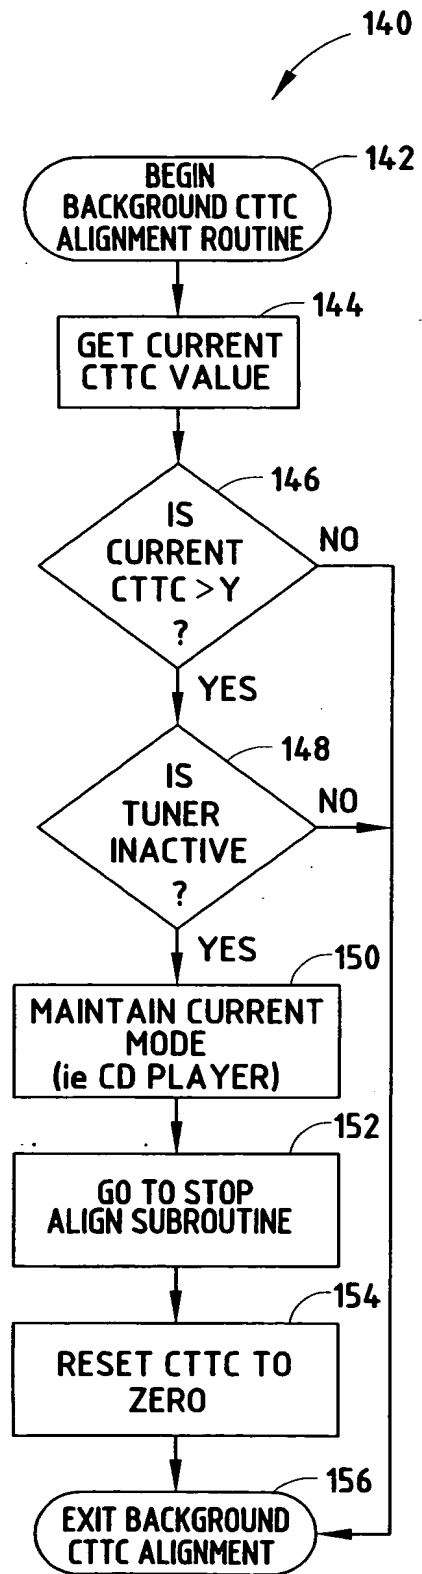 140
142
BEGIN
BACKGROUND CTTC
ALIGNMENT ROUTINE
144
GET CURRENT
CTTC VALUE
146
IS
CURRENT
CTTC > Y
?
NO
YES
148
IS
TUNER
INACTIVE
?
NO
YES
150
MAINTAIN CURRENT
MODE
(ie CD PLAYER)
152
GO TO STOP
ALIGN SUBROUTINE
154
RESET CTTC TO
ZERO
156
EXIT BACKGROUND
CTTC ALIGNMENT